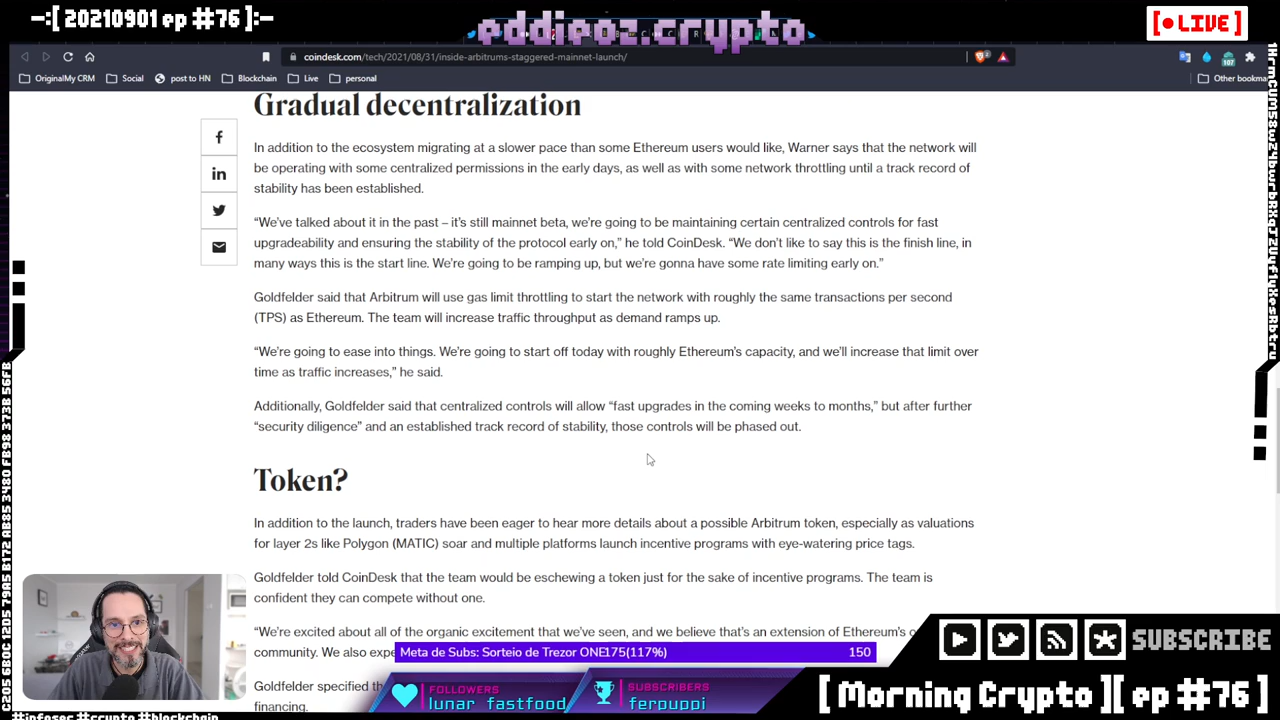 -:[ 20210901 ep #76 ]:-
eddieoz.crypto
[● LIVE]
coindesk.com/tech/2021/08/31/inside-arbitrums-staggered-mainnet-launch/
OriginalMy CRM
Social
post to HN
Blockchain
Live
personal
Other bookma
Gradual decentralization
In addition to the ecosystem migrating at a slower pace than some Ethereum users would like, Warner says that the network will
be operating with some centralized permissions in the early days, as well as with some network throttling until a track record of
stability has been established.
“We’ve talked about it in the past – it’s still mainnet beta, we’re going to be maintaining certain centralized controls for fast
upgradeability and ensuring the stability of the protocol early on,” he told CoinDesk. “We don’t like to say this is the finish line, in
many ways this is the start line. We’re going to be ramping up, but we’re gonna have some rate limiting early on.”
Goldfelder said that Arbitrum will use gas limit throttling to start the network with roughly the same transactions per second
(TPS) as Ethereum. The team will increase traffic throughput as demand ramps up.
“We’re going to ease into things. We’re going to start off today with roughly Ethereum’s capacity, and we’ll increase that limit over
time as traffic increases,” he said.
Additionally, Goldfelder said that centralized controls will allow “fast upgrades in the coming weeks to months,” but after further
“security diligence” and an established track record of stability, those controls will be phased out.
Token?
In addition to the launch, traders have been eager to hear more details about a possible Arbitrum token, especially as valuations
for layer 2s like Polygon (MATIC) soar and multiple platforms launch incentive programs with eye-watering price tags.
Goldfelder told CoinDesk that the team would be eschewing a token just for the sake of incentive programs. The team is
confident they can compete without one.
“We’re excited about all of the organic excitement that we’ve seen, and we believe that’s an extension of Ethereum’s
community. We also expe
Meta de Subs: Sorteio de Trezor ONE175(117%) 150
Goldfelder specified th
financing.
FOLLOWERS
lunar_fastfood
SUBSCRIBERS
ferpuppi
SUBSCRIBE
[ Morning Crypto ][ ep #76 ]
#infosec #crypto #blockchain